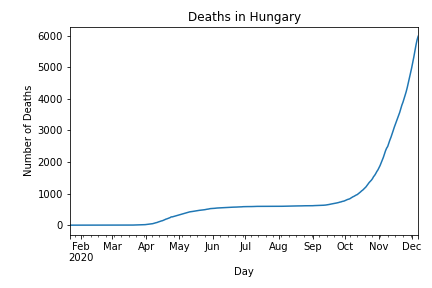 Deaths in Hungary
Number of Deaths
6000
5000
4000
3000
2000
1000
0
Feb Mar Apr May Jun Jul Aug Sep Oct Nov Dec
2020
Day